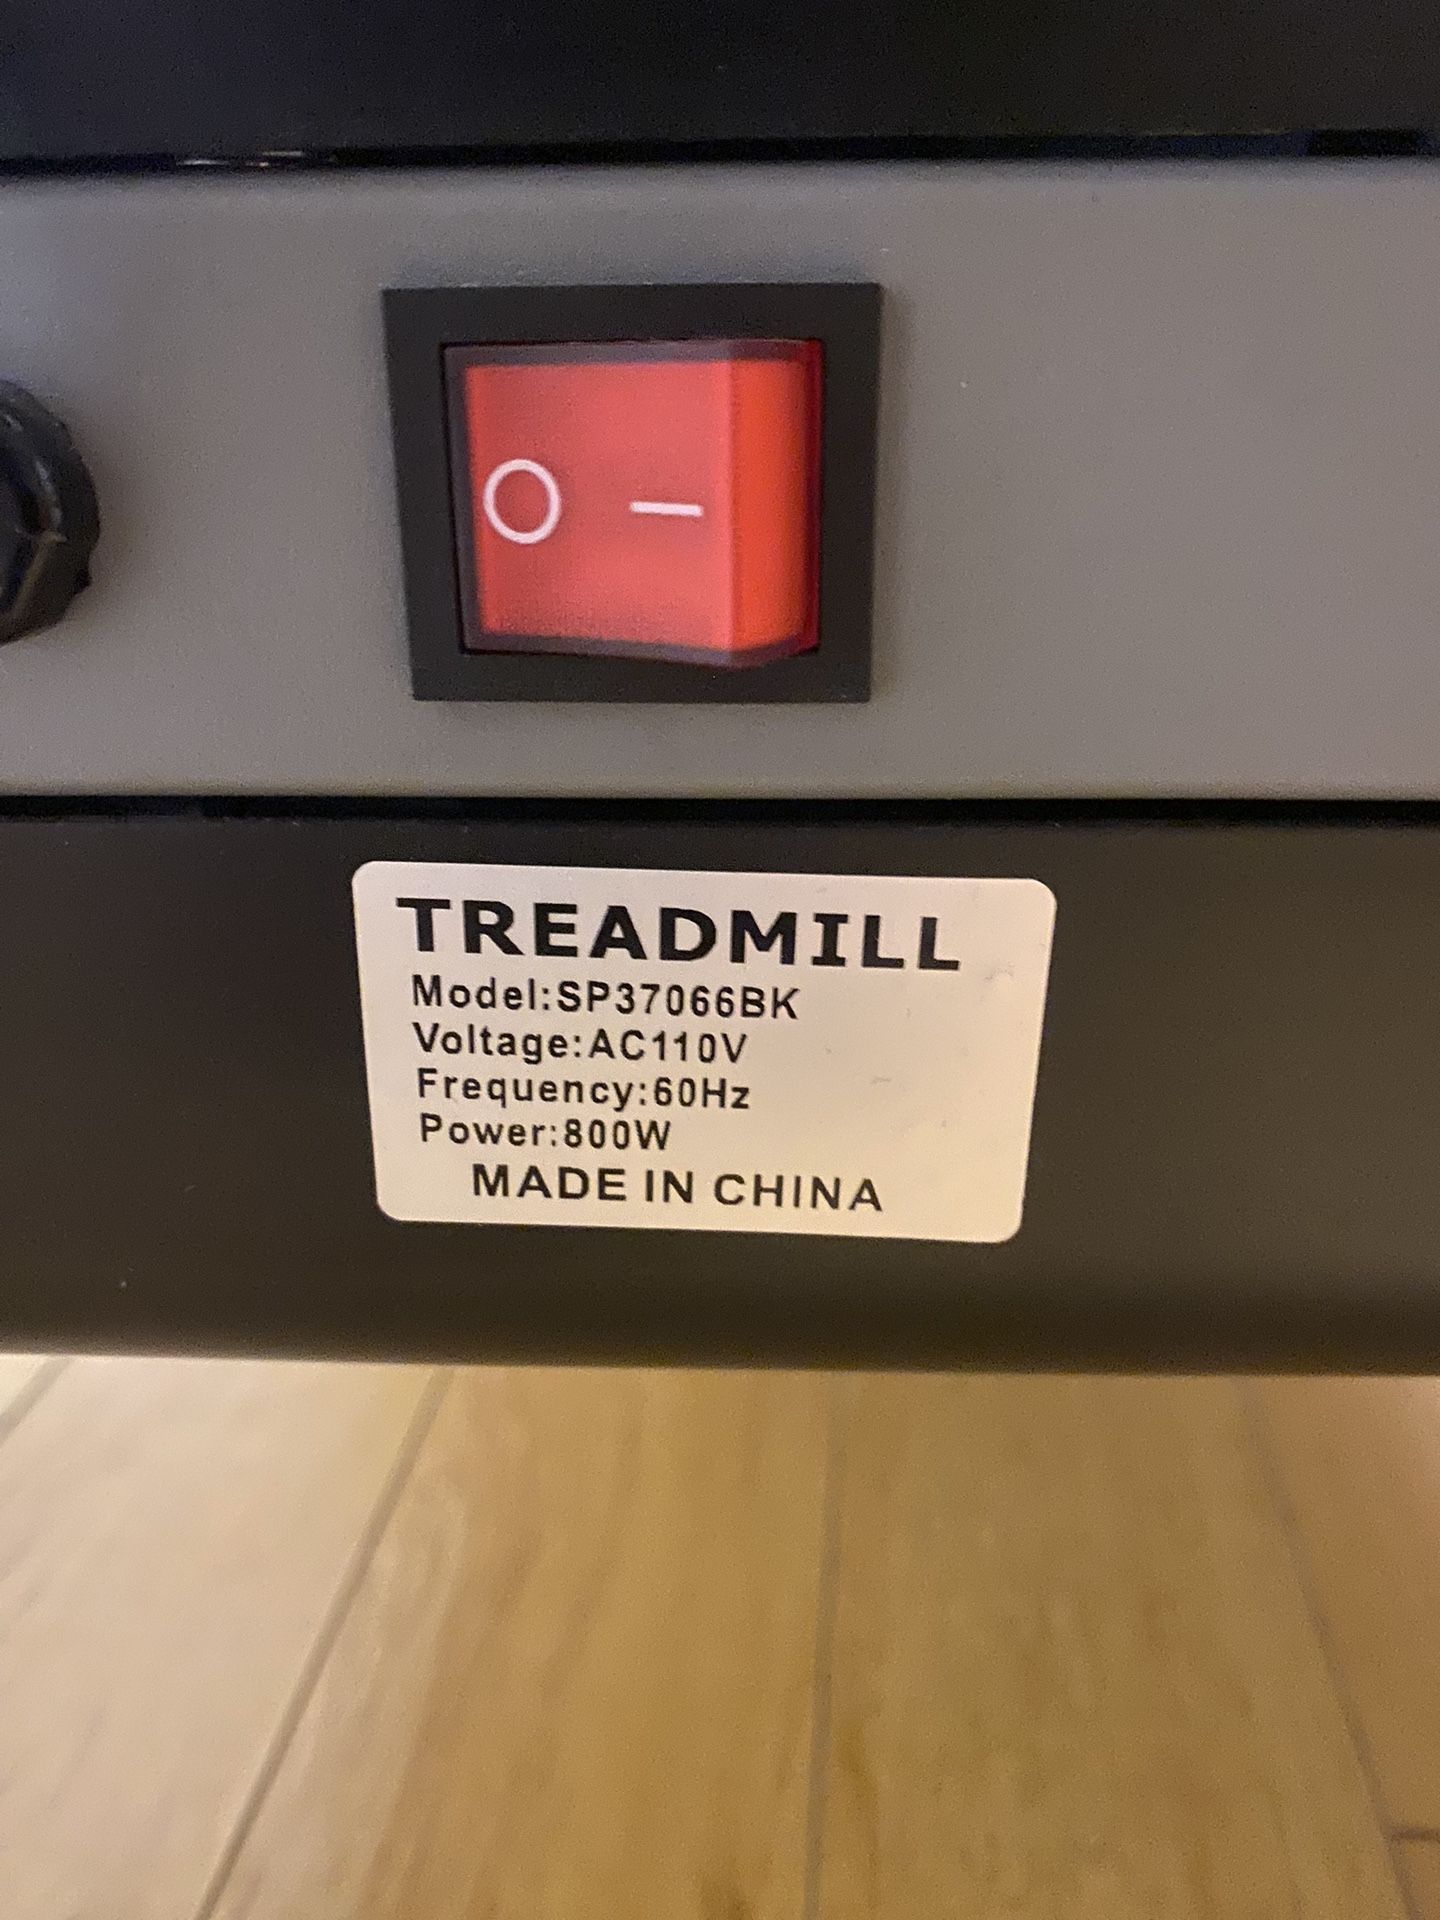 O —
TREADMILL
Model:SP37066BK
Voltage:AC110V
Frequency:60Hz
Power:800W
MADE IN CHINA